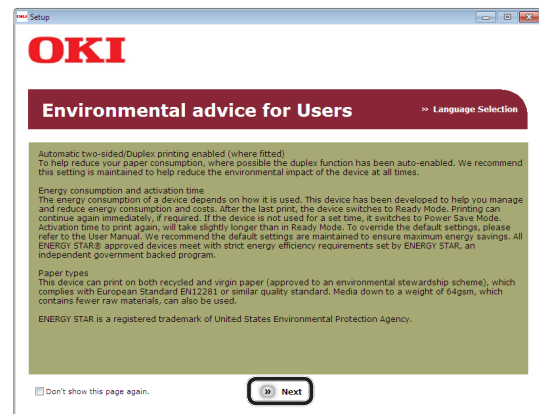 OKI Setup
OKI
Environmental advice for Users
» Language Selection
Automatic two-sided/Duplex printing enabled (where fitted)
To help reduce your paper consumption, where possible the duplex function has been auto-enabled. We recommend
this setting is maintained to help reduce the environmental impact of the device at all times.
Energy consumption and activation time
The energy consumption of a device depends on how it is used. This device has been developed to help you manage
and reduce energy consumption and costs. After the last print, the device switches to Ready Mode. Printing can
continue again immediately, if required. If the device is not used for a set time, it switches to Power Save Mode.
Activation time to print again, will take slightly longer than in Ready Mode. To override the default settings, please
refer to the User Manual. We recommend the default settings are maintained to ensure maximum energy savings. All
ENERGY STAR® approved devices meet with strict energy efficiency requirements set by ENERGY STAR, an
independent government backed program.
Paper types
This device can print on both recycled and virgin paper (approved to an environmental stewardship scheme), which
complies with European Standard EN12281 or similar quality standard. Media down to a weight of 64gsm, which
contains fewer raw materials, can also be used.
ENERGY STAR is a registered trademark of United States Environmental Protection Agency.
Don't show this page again.
» Next